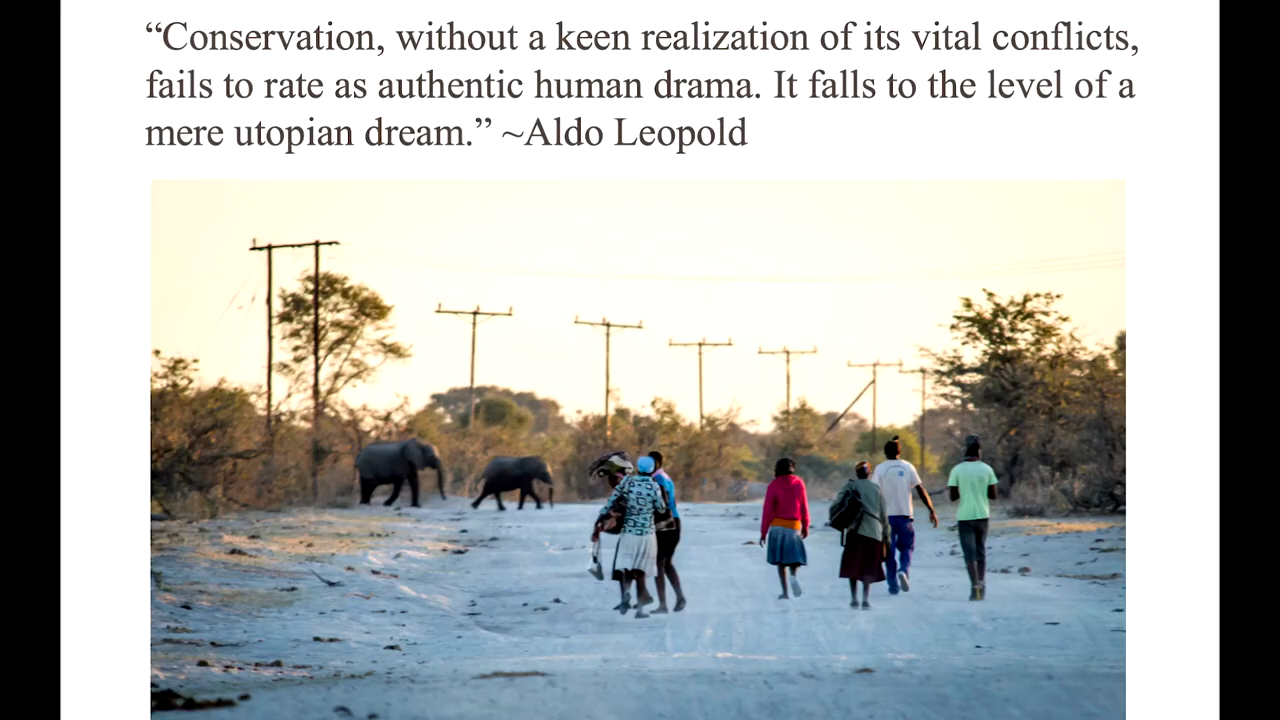 “Conservation, without a keen realization of its vital conflicts,
fails to rate as authentic human drama. It falls to the level of a
mere utopian dream.” ~Aldo Leopold